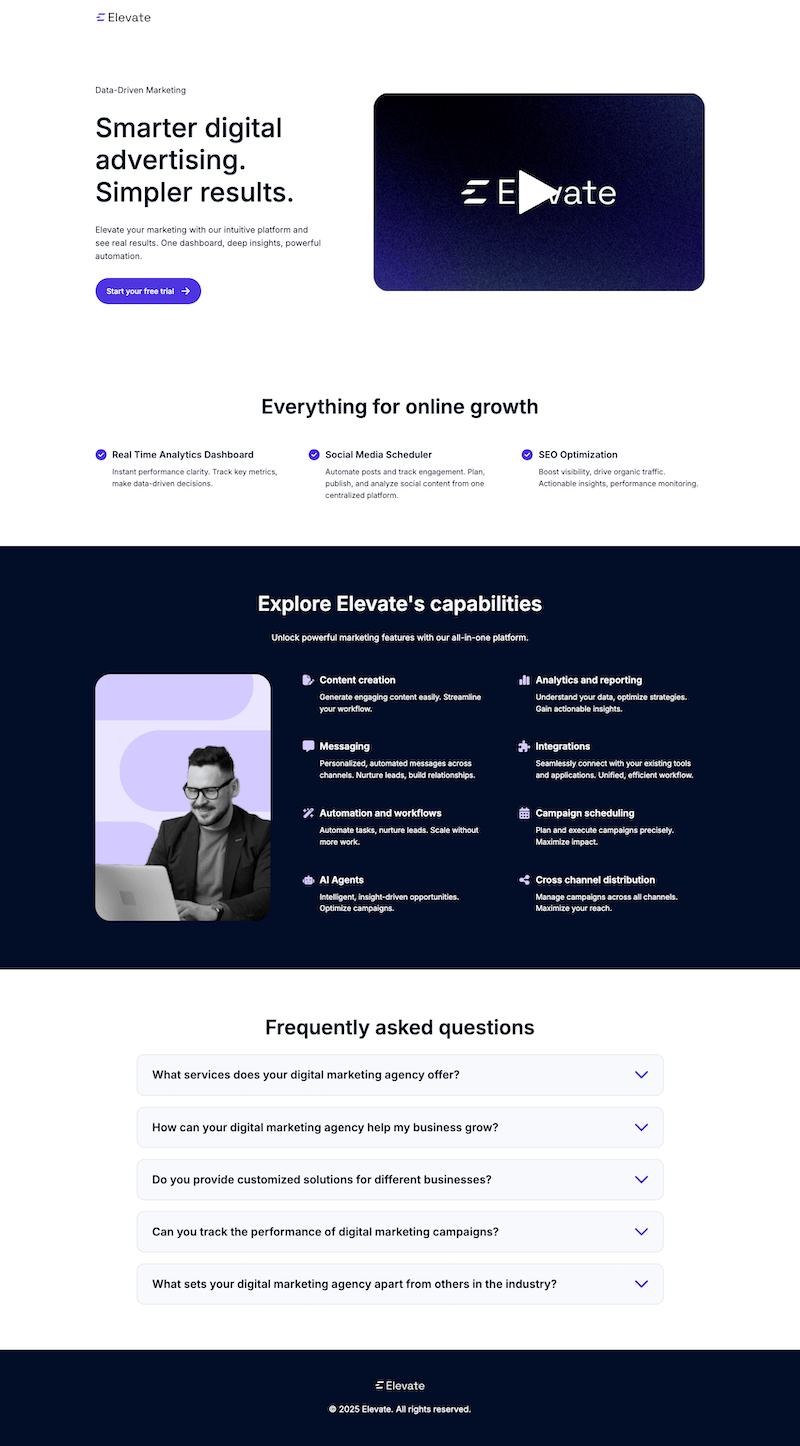 Elevate
Data-Driven Marketing
Smarter digital
advertising.
Simpler results.
Elevate your marketing with our intuitive platform and
see real results. One dashboard, deep insights, powerful
automation.
Start your free trial
Elevate
Everything for online growth
Real Time Analytics Dashboard
Instant performance clarity. Track key metrics,
make data-driven decisions.
Social Media Scheduler
Automate posts and track engagement. Plan,
publish, and analyze social content from one
centralized platform.
SEO Optimization
Boost visibility, drive organic traffic.
Actionable insights, performance monitoring.
Explore Elevate's capabilities
Unlock powerful marketing features with our all-in-one platform.
Content creation
Generate engaging content easily. Streamline
your workflow.
Analytics and reporting
Understand your data, optimize strategies.
Gain actionable insights.
Messaging
Personalized, automated messages across
channels. Nurture leads, build relationships.
Integrations
Seamlessly connect with your existing tools
and applications. Unified, efficient workflow.
Automation and workflows
Automate tasks, nurture leads. Scale without
more work.
Campaign scheduling
Plan and execute campaigns precisely.
Maximize impact.
AI Agents
Intelligent, insight-driven opportunities.
Optimize campaigns.
Cross channel distribution
Manage campaigns across all channels.
Maximize your reach.
Frequently asked questions
What services does your digital marketing agency offer?
How can your digital marketing agency help my business grow?
Do you provide customized solutions for different businesses?
Can you track the performance of digital marketing campaigns?
What sets your digital marketing agency apart from others in the industry?
Elevate
© 2025 Elevate. All rights reserved.